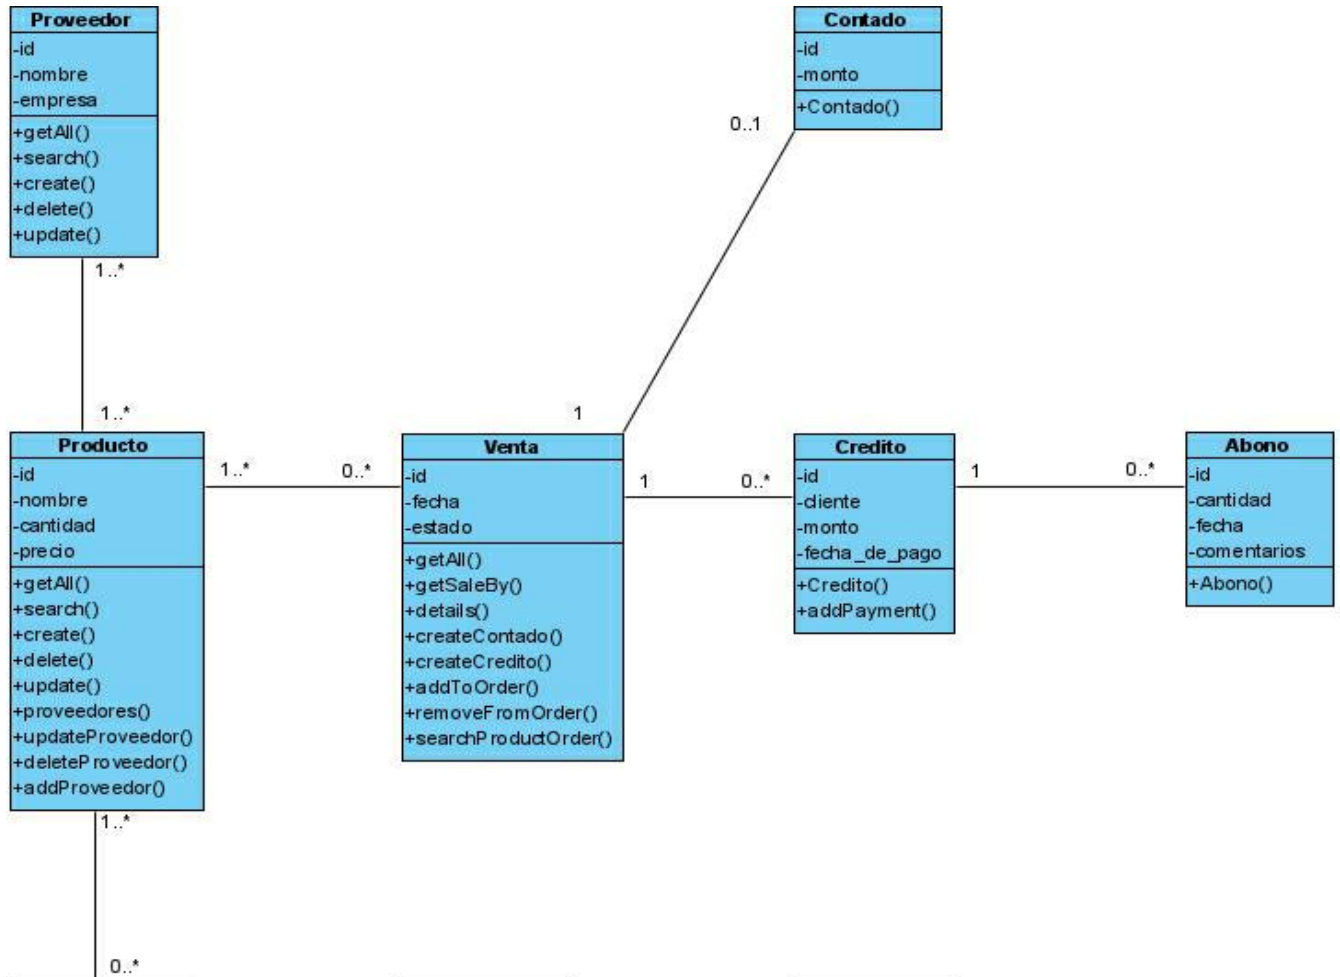 Proveedor
-id
-nombre
-empresa
+getAll()
+search()
+create()
+delete()
+update()
1..*
1..*
Contado
-id
-monto
+Contado()
0..1
1
Producto
-id
-nombre
-cantidad
-precio
+getAll()
+search()
+create()
+delete()
+update()
+proveedores()
+updateProveedor()
+deleteProveedor()
+addProveedor()
1..*
0..*
Venta
-id
-fecha
-estado
+getAll()
+getSaleBy()
+details()
+createContado()
+createCredito()
+addToOrder()
+removeFromOrder()
+searchProductOrder()
1
0..*
Credito
-id
-cliente
-monto
-fecha_de_pago
+Credito()
+addPayment()
1
0..*
Abono
-id
-cantidad
-fecha
-comentarios
+Abono()
1..*
0..*